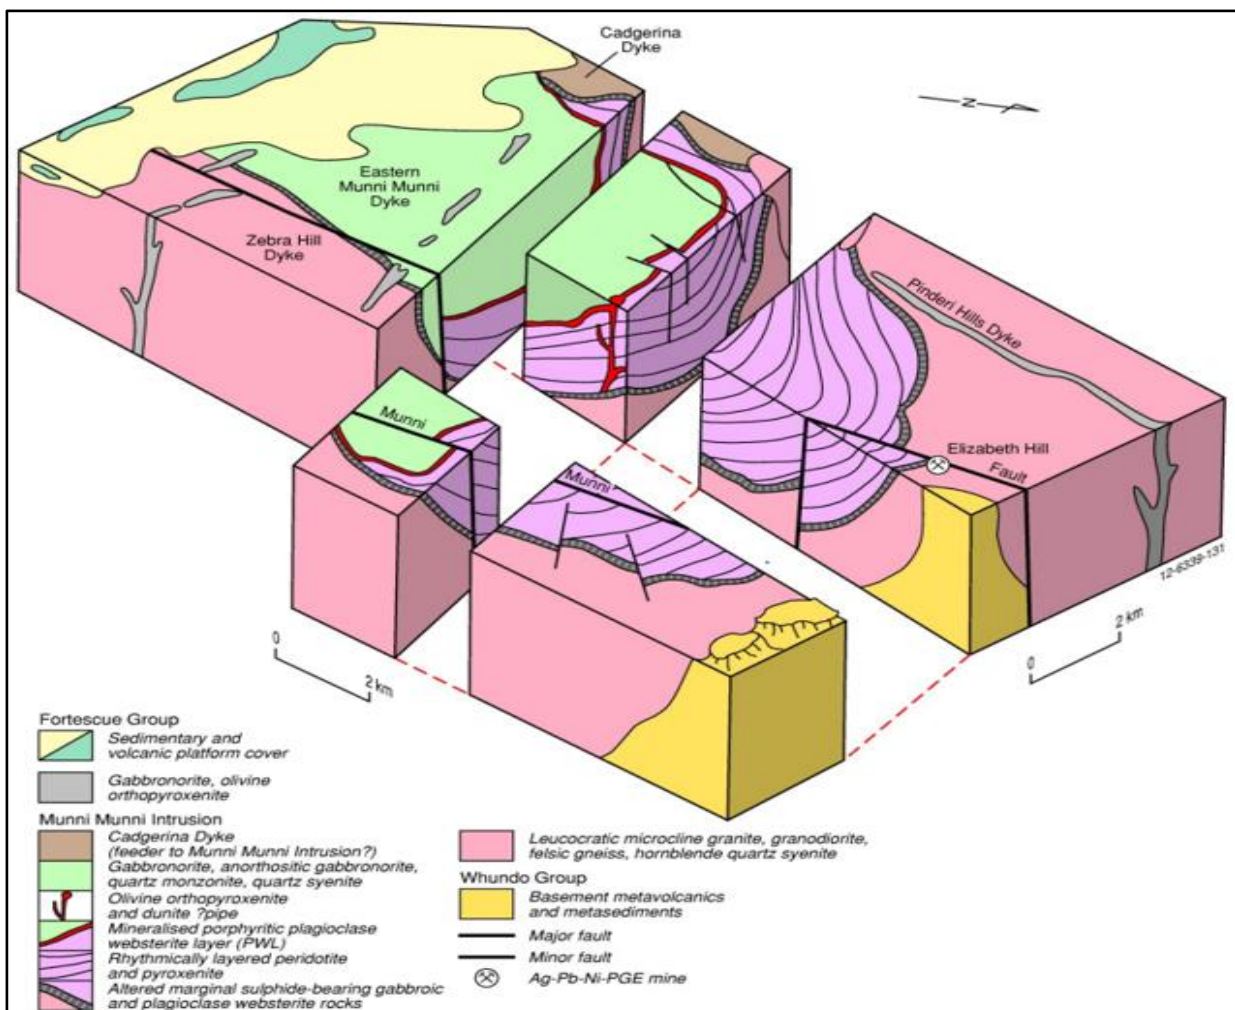 Cadgerina
Dyke
N
Eastern
Munni Munni
Dyke
Zebra Hill
Dyke
Pinderi Hills Dyke
Munni
Munni
Elizabeth Hill
Fault
12-6339-131
0
2 km
0
2 km
Fortescue Group
Sedimentary and
volcanic platform cover
Gabbronorite, olivine
orthopyroxenite
Munni Munni Intrusion
Cadgerina Dyke
(feeder to Munni Munni Intrusion?)
Gabbronorite, anorthositic gabbronorite,
quartz monzonite, quartz syenite
Olivine orthopyroxenite
and dunite ?pipe
Mineralised porphyritic plagioclase
websterite layer (PWL)
Rhythmically layered peridotite
and pyroxenite
Altered marginal sulphide-bearing gabbroic
and plagioclase websterite rocks
Leucocratic microcline granite, granodiorite,
felsic gneiss, hornblende quartz syenite
Whundo Group
Basement metavolcanics
and metasediments
Major fault
Minor fault
Ag-Pb-Ni-PGE mine